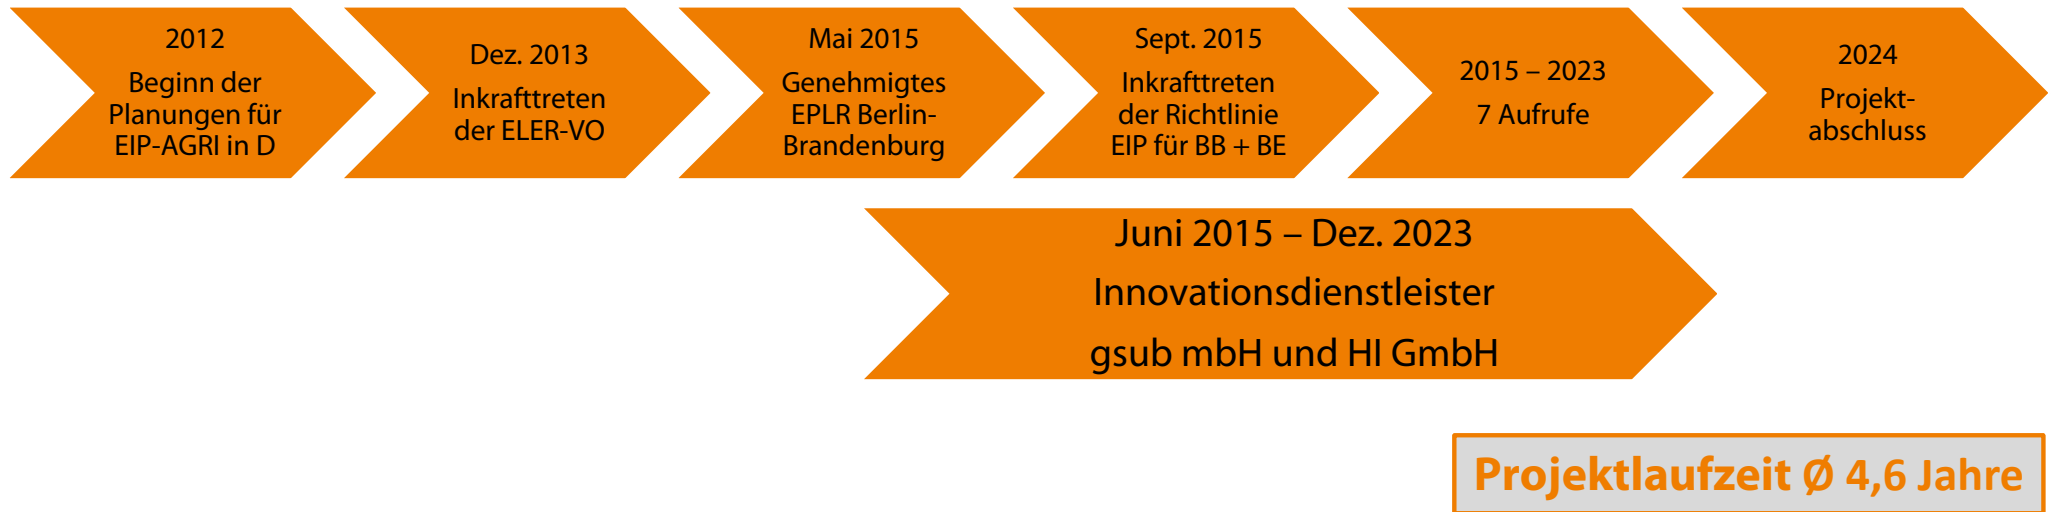 2012
Beginn der
Planungen für
EIP-AGRI in D
Dez. 2013
Inkrafttreten
der ELER-VO
Mai 2015
Genehmigtes
EPLR Berlin-
Brandenburg
Sept. 2015
Inkrafttreten
der Richtlinie
EIP für BB + BE
2015 – 2023
7 Aufrufe
2024
Projekt-
abschluss
Juni 2015 – Dez. 2023
Innovationsdienstleister
gsub mbH und HI GmbH
Projektlaufzeit Ø 4,6 Jahre